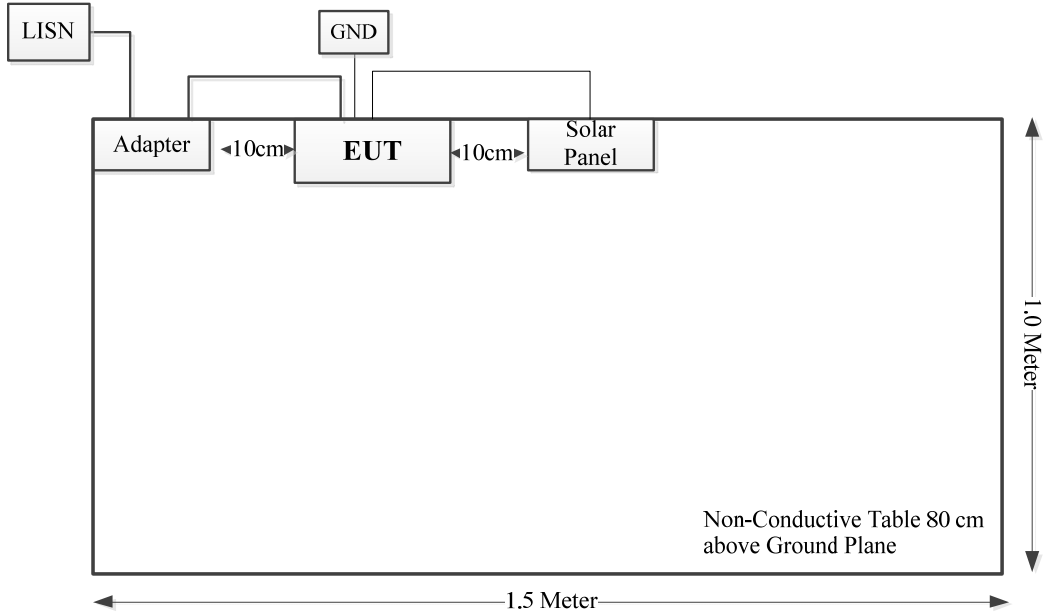 LISN
GND
Adapter
10cm
EUT
10cm
Solar
Panel
1.0 Meter
Non-Conductive Table 80 cm
above Ground Plane
1.5 Meter